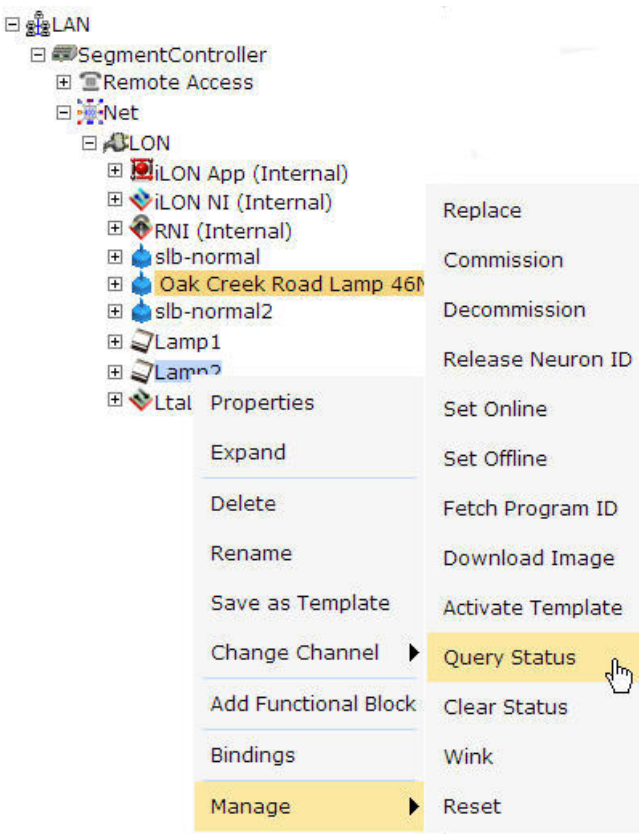 LAN
SegmentController
Remote Access
Net
LON
iLON App (Internal)
iLON NI (Internal)
RNI (Internal)
slb-normal
Oak Creek Road Lamp 46
slb-normal2
Lamp1
Lamp2
Properties
Expand
Delete
Rename
Save as Template
Change Channel
Add Functional Block
Bindings
Manage
Replace
Commission
Decommission
Release Neuron ID
Set Online
Set Offline
Fetch Program ID
Download Image
Activate Template
Query Status
Clear Status
Wink
Reset